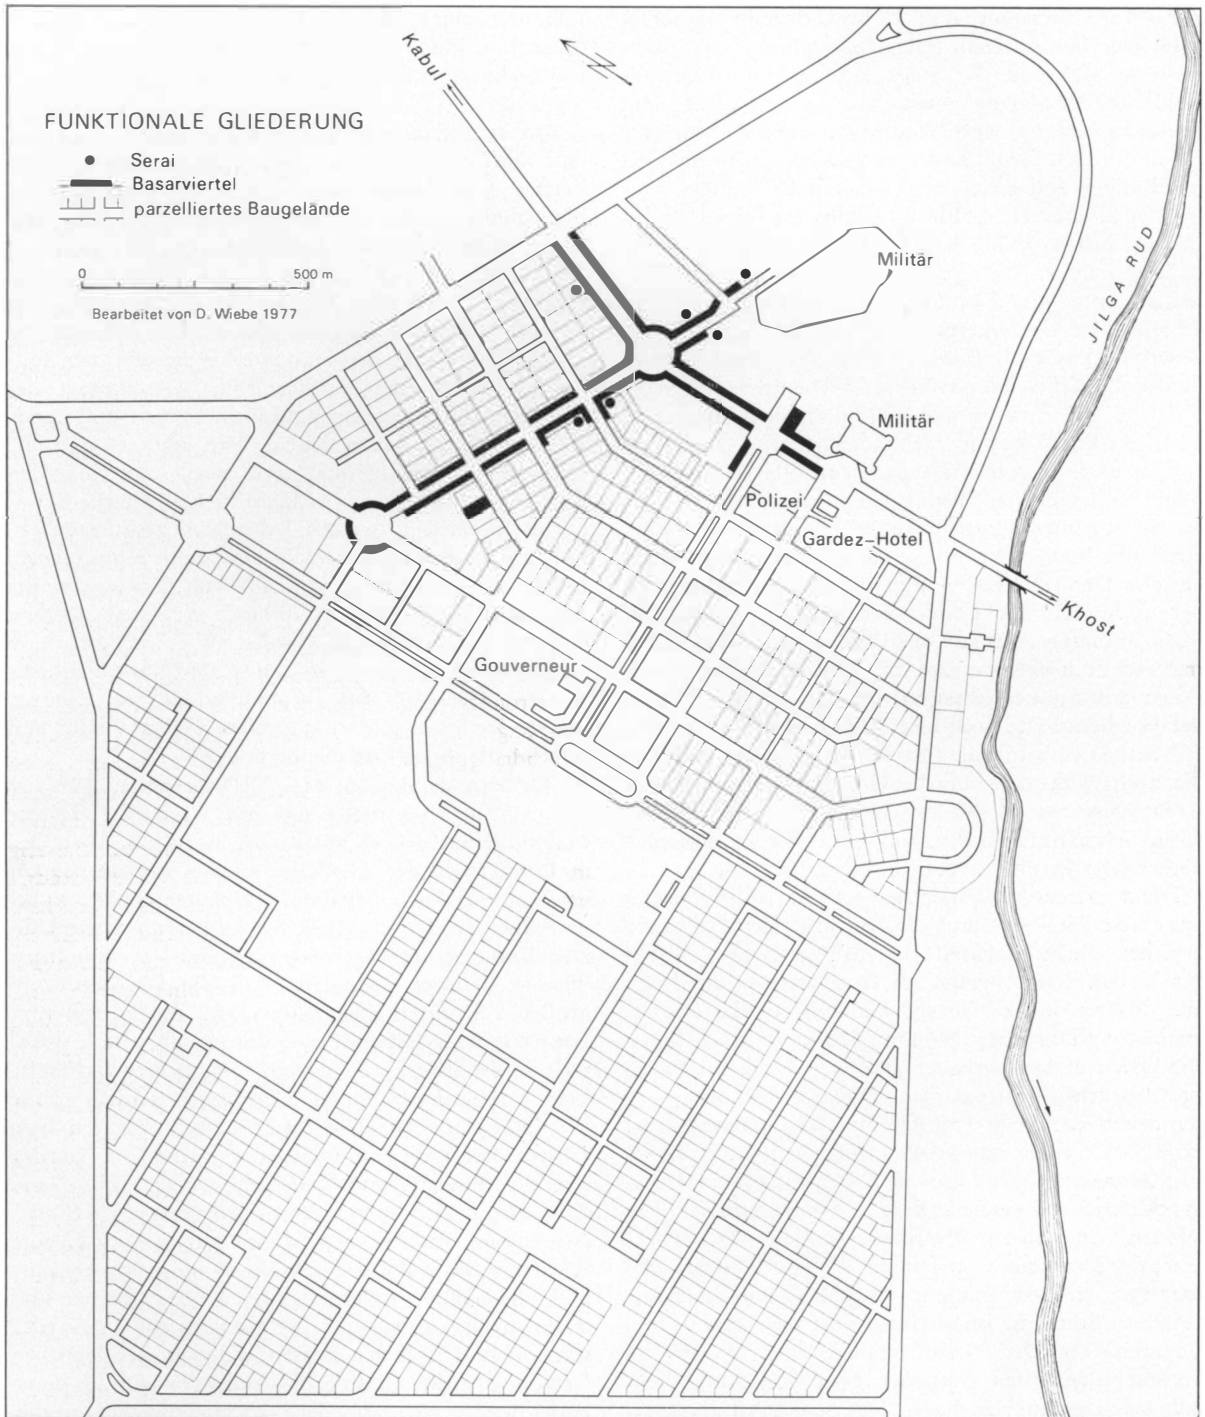 Kabul
FUNKTIONALE GLIEDERUNG
Serai
Basarviertel
parzelliertes Baugelände
0 500 m
Bearbeitet von D. Wiebe 1977
N
Militär
JILGA RUD
Militär
Polizei
Gardez-Hotel
Khost
Gouverneur